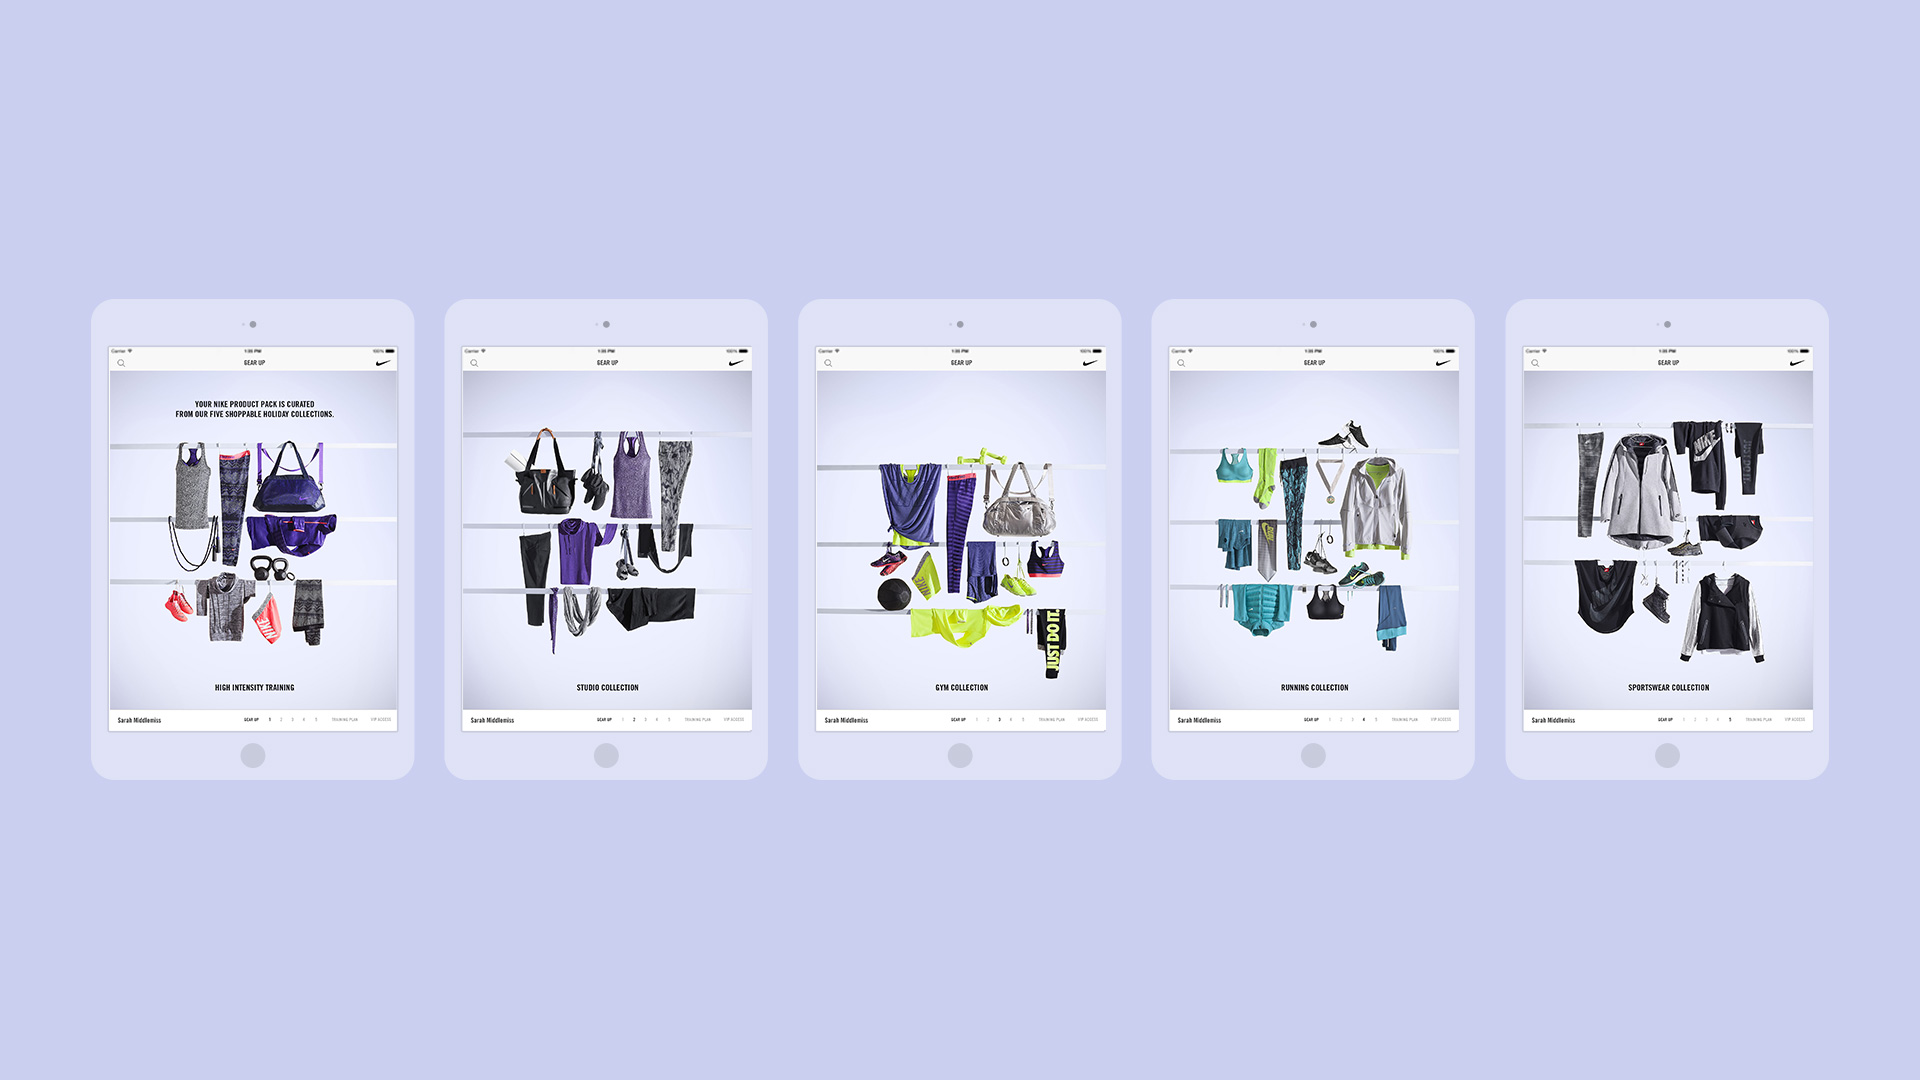 Carrier 1:35 PM 100%
GEAR UP
YOUR NIKE PRODUCT PACK IS CURATED
FROM OUR FIVE SHOPPABLE HOLIDAY COLLECTIONS.
HIGH INTENSITY TRAINING
Sarah Middlemiss GEAR UP 1 2 3 4 5 TRAINING PLAN VIP ACCESS
Carrier 1:35 PM 100%
GEAR UP
STUDIO COLLECTION
Sarah Middlemiss GEAR UP 1 2 3 4 5 TRAINING PLAN VIP ACCESS
Carrier 1:35 PM 100%
GEAR UP
JUST DO IT.
GYM COLLECTION
Sarah Middlemiss GEAR UP 1 2 3 4 5 TRAINING PLAN VIP ACCESS
Carrier 1:35 PM 100%
GEAR UP
RUNNING COLLECTION
Sarah Middlemiss GEAR UP 1 2 3 4 5 TRAINING PLAN VIP ACCESS
Carrier 1:35 PM 100%
GEAR UP
NIKE
SPORTSWEAR COLLECTION
Sarah Middlemiss GEAR UP 1 2 3 4 5 TRAINING PLAN VIP ACCESS